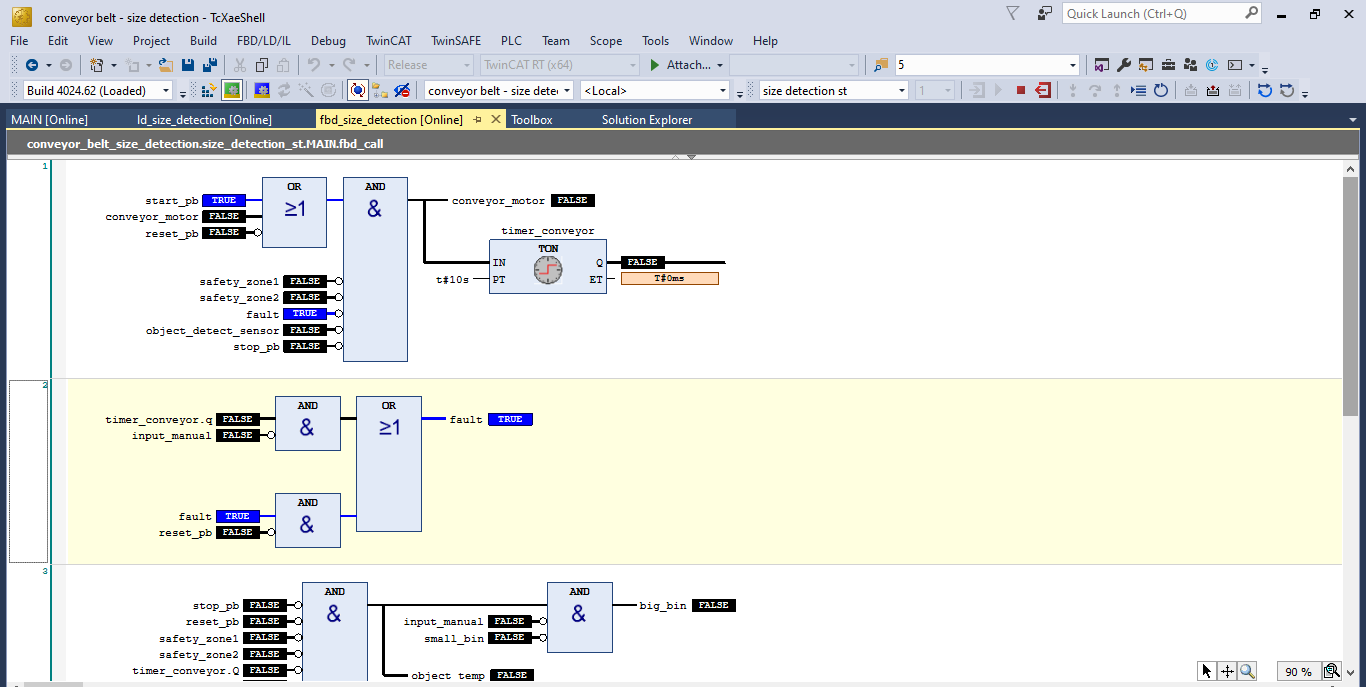 conveyor belt - size detection - TcXaeShell
Quick Launch (Ctrl+Q)
File Edit View Project Build FBD/LD/IL Debug TwinCAT TwinSAFE PLC Team Scope Tools Window Help
Release TwinCAT RT (x64) Attach... 5
Build 4024.62 (Loaded) conveyor belt - size detec <Local> size detection st 1
MAIN [Online] ld_size_detection [Online] fbd_size_detection [Online] Toolbox Solution Explorer
conveyor_belt_size_detection.size_detection_st.MAIN.fbd_call
1
OR AND
start_pb TRUE ≥1 & conveyor_motor FALSE
conveyor_motor FALSE
reset_pb FALSE
timer_conveyor
TON
IN Q FALSE
t#10s PT ET T#0ms
safety_zone1 FALSE
safety_zone2 FALSE
fault TRUE
object_detect_sensor FALSE
stop_pb FALSE
2
AND OR
timer_conveyor.q FALSE & ≥1 fault TRUE
input_manual FALSE
AND
fault TRUE &
reset_pb FALSE
3
AND AND
stop_pb FALSE & & big_bin FALSE
reset_pb FALSE input_manual FALSE
safety_zone1 FALSE small_bin FALSE
safety_zone2 FALSE
timer_conveyor.Q FALSE
object_temp FALSE
90 %